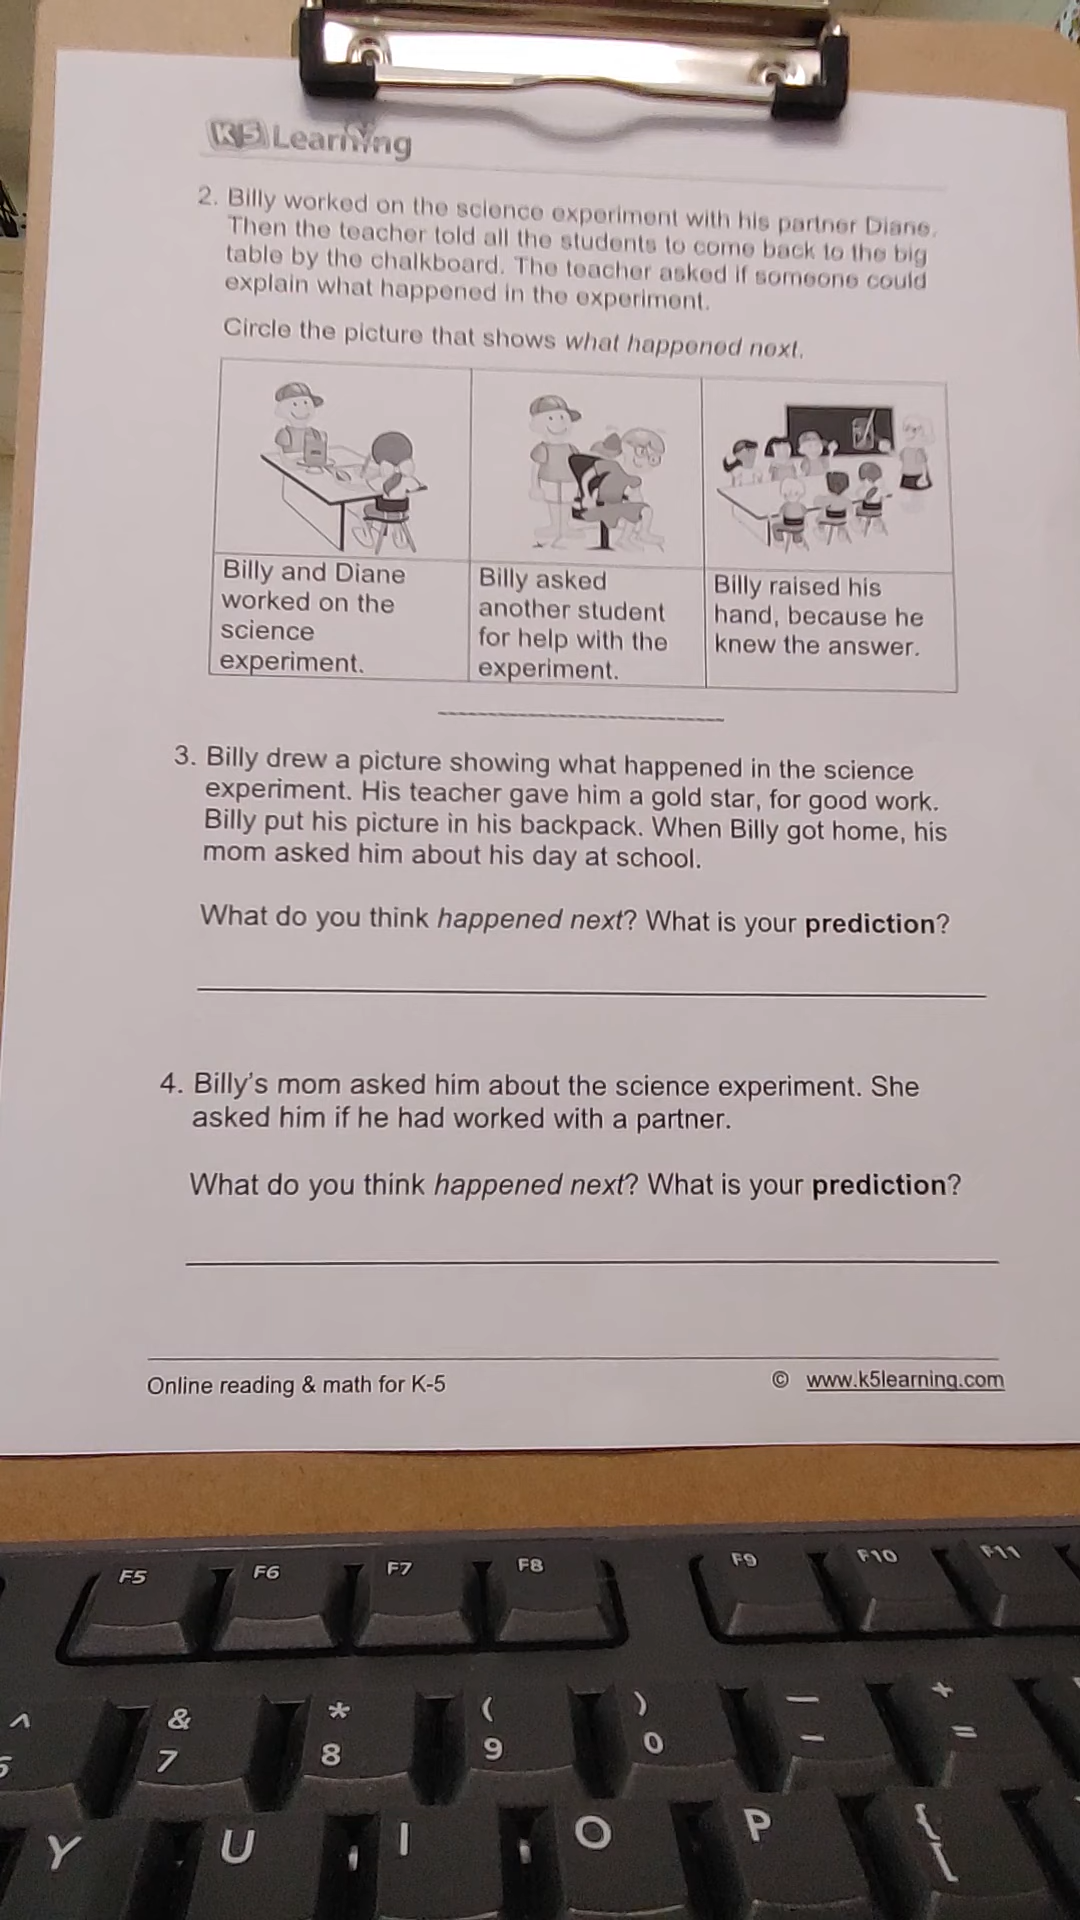 K5 Learning
2. Billy worked on the science experiment with his partner Diane.
Then the teacher told all the students to come back to the big
table by the chalkboard. The teacher asked if someone could
explain what happened in the experiment.
Circle the picture that shows what happened next.
Billy and Diane
worked on the
science
experiment.
Billy asked
another student
for help with the
experiment.
Billy raised his
hand, because he
knew the answer.
3. Billy drew a picture showing what happened in the science
experiment. His teacher gave him a gold star, for good work.
Billy put his picture in his backpack. When Billy got home, his
mom asked him about his day at school.
What do you think happened next? What is your prediction?
4. Billy's mom asked him about the science experiment. She
asked him if he had worked with a partner.
What do you think happened next? What is your prediction?
Online reading & math for K-5 © www.k5learning.com
F5 F6 F7 F8 F9 F10 F11
^ & * ( ) — +
6 7 8 9 0 - =
Y U I O P {
[